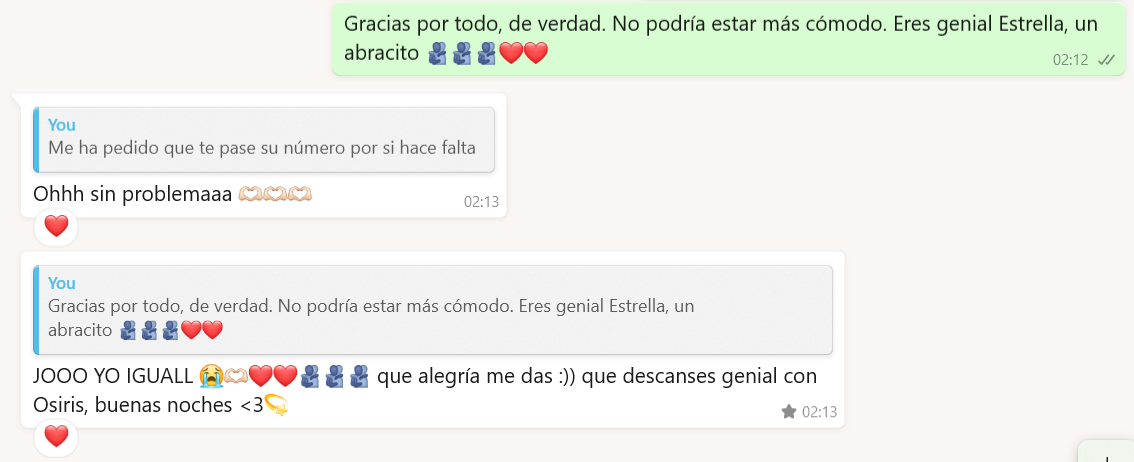 Gracias por todo, de verdad. No podría estar más cómodo. Eres genial Estrella, un
abracito 🫂🫂🫂❤️❤️
02:12
You
Me ha pedido que te pase su número por si hace falta
Ohhh sin problemaaa 🫶🏻🫶🏻🫶🏻
02:13
❤️
You
Gracias por todo, de verdad. No podría estar más cómodo. Eres genial Estrella, un
abracito 🫂🫂🫂❤️❤️
JOOO YO IGUALL 😭🫶🏻❤️❤️🫂🫂🫂 que alegría me das :)) que descanses genial con
Osiris, buenas noches <3💫
02:13
❤️